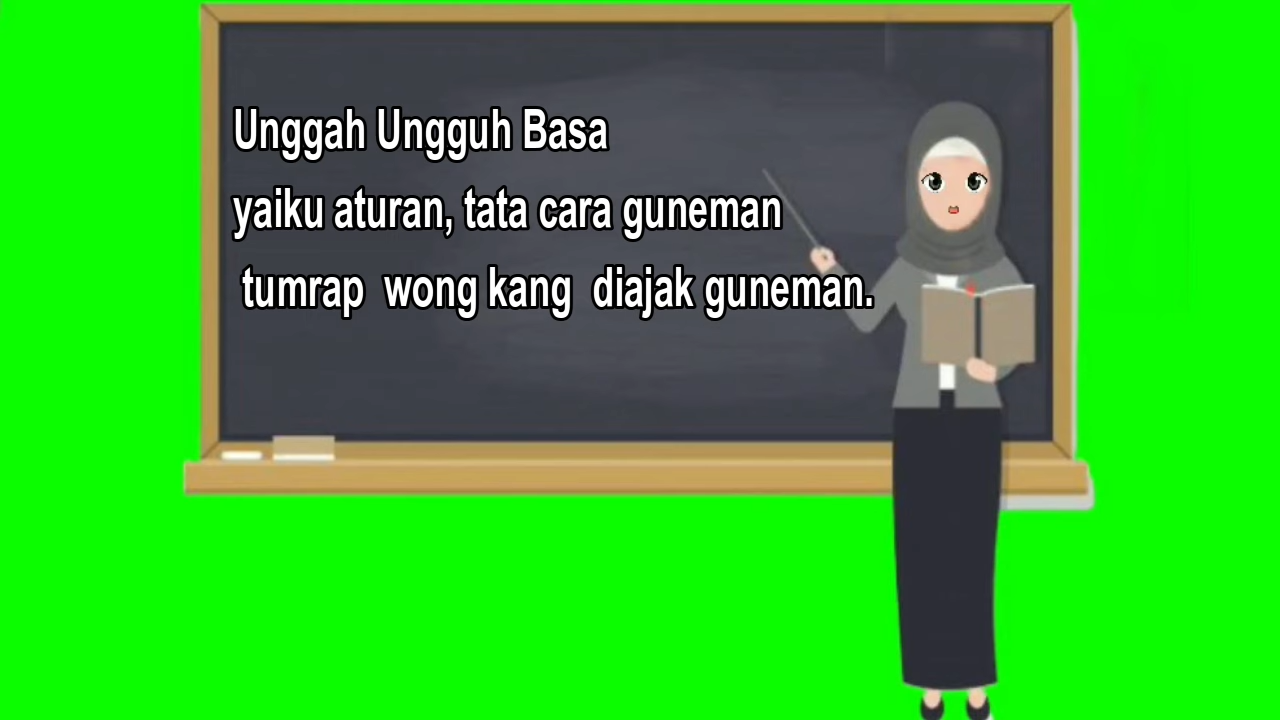 Unggah Ungguh Basa
yaiku aturan, tata cara guneman
tumrap wong kang diajak guneman.